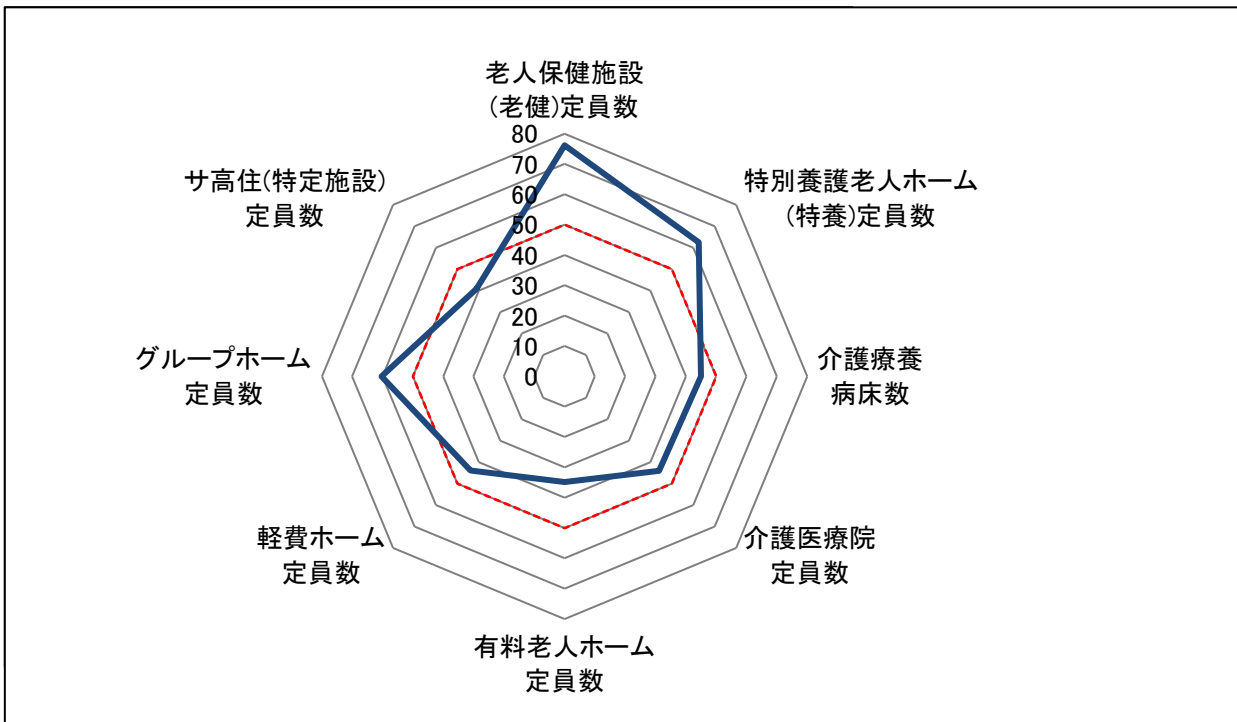 老人保健施設
(老健)定員数
特別養護老人ホーム
(特養)定員数
介護療養
病床数
介護医療院
定員数
有料老人ホーム
定員数
軽費ホーム
定員数
グループホーム
定員数
サ高住(特定施設)
定員数
80
70
60
50
40
30
20
10
0